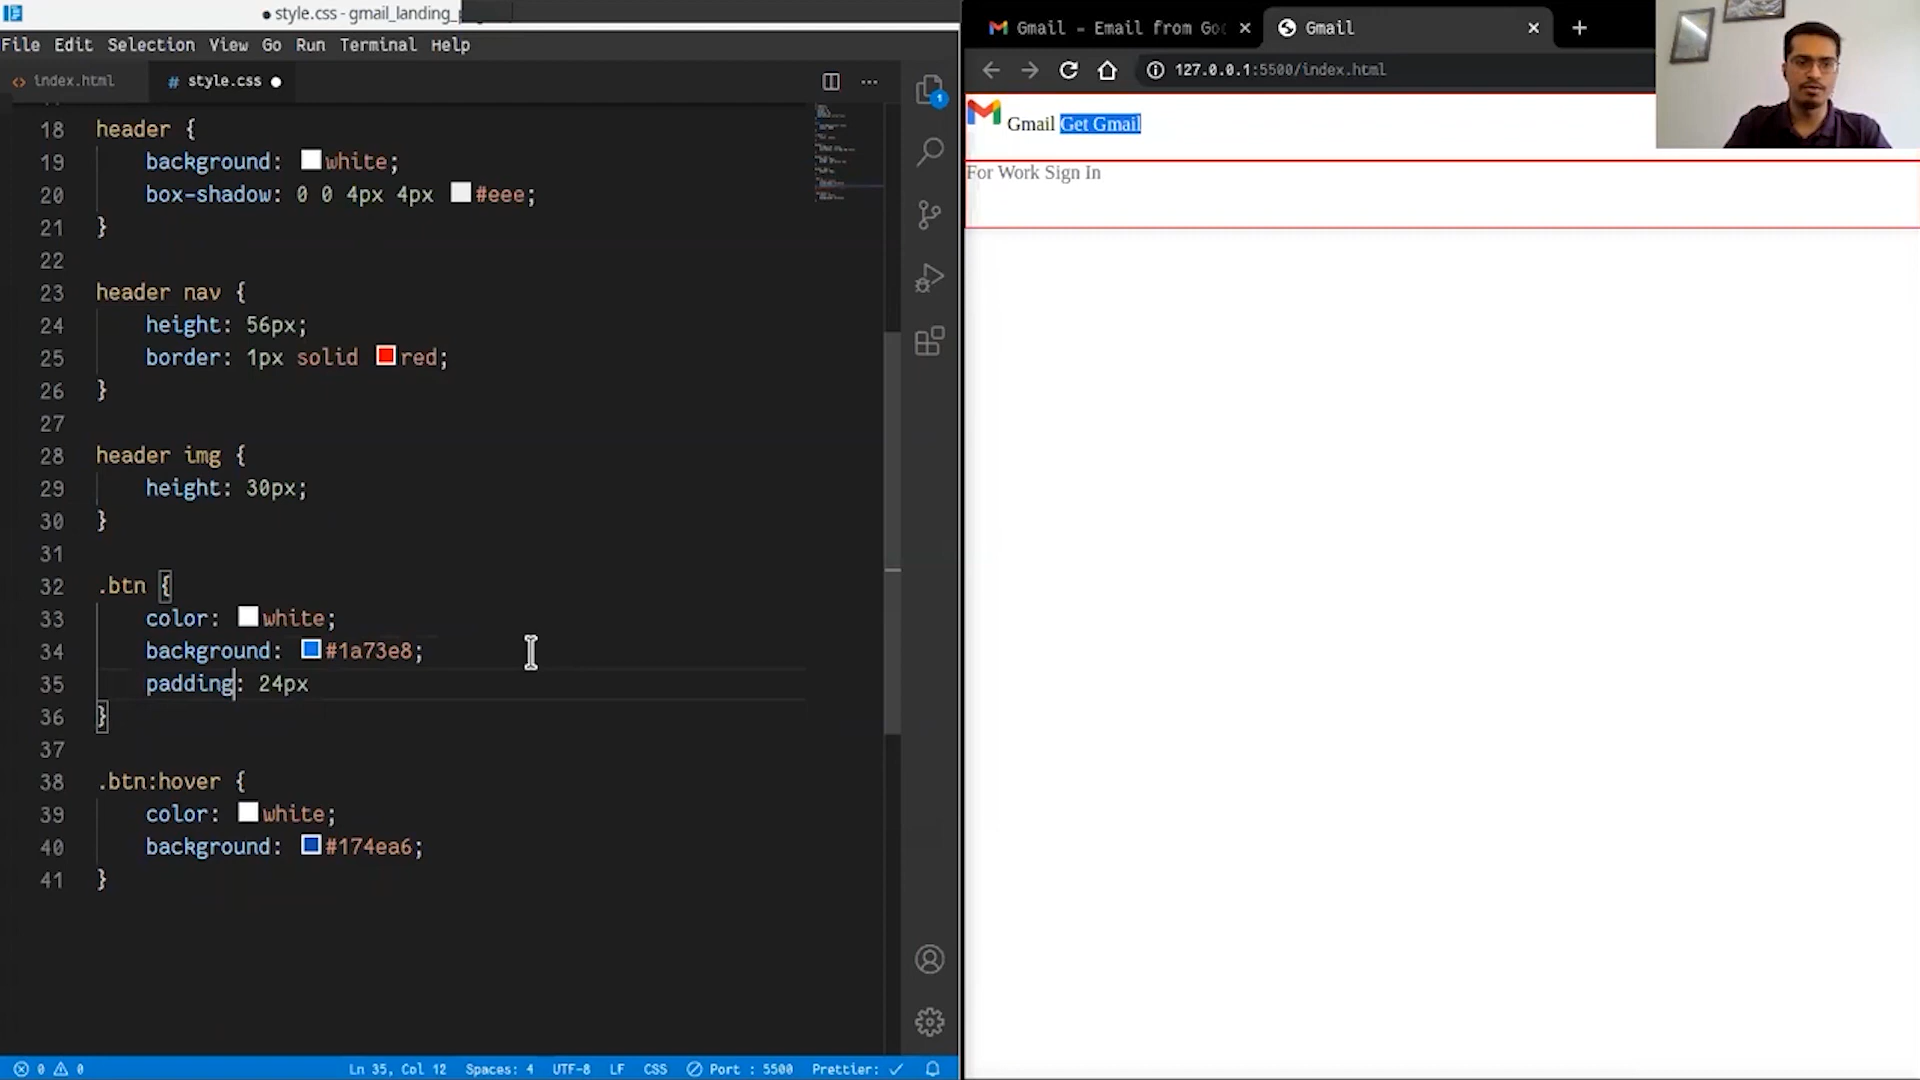 style.css - gmail_landing_p
File Edit Selection View Go Run Terminal Help
index.html
# style.css
18 header {
19 background: white;
20 box-shadow: 0 0 4px 4px #eee;
21 }
22
23 header nav {
24 height: 56px;
25 border: 1px solid red;
26 }
27
28 header img {
29 height: 30px;
30 }
31
32 .btn {
33 color: white;
34 background: #1a73e8;
35 padding: 24px
36 }
37
38 .btn:hover {
39 color: white;
40 background: #174ea6;
41 }
1
0 0 Ln 35, Col 12 Spaces: 4 UTF-8 LF CSS Port : 5500 Prettier: ✓
Gmail – Email from Go
Gmail
127.0.0.1:5500/index.html
Gmail Get Gmail
For Work Sign In